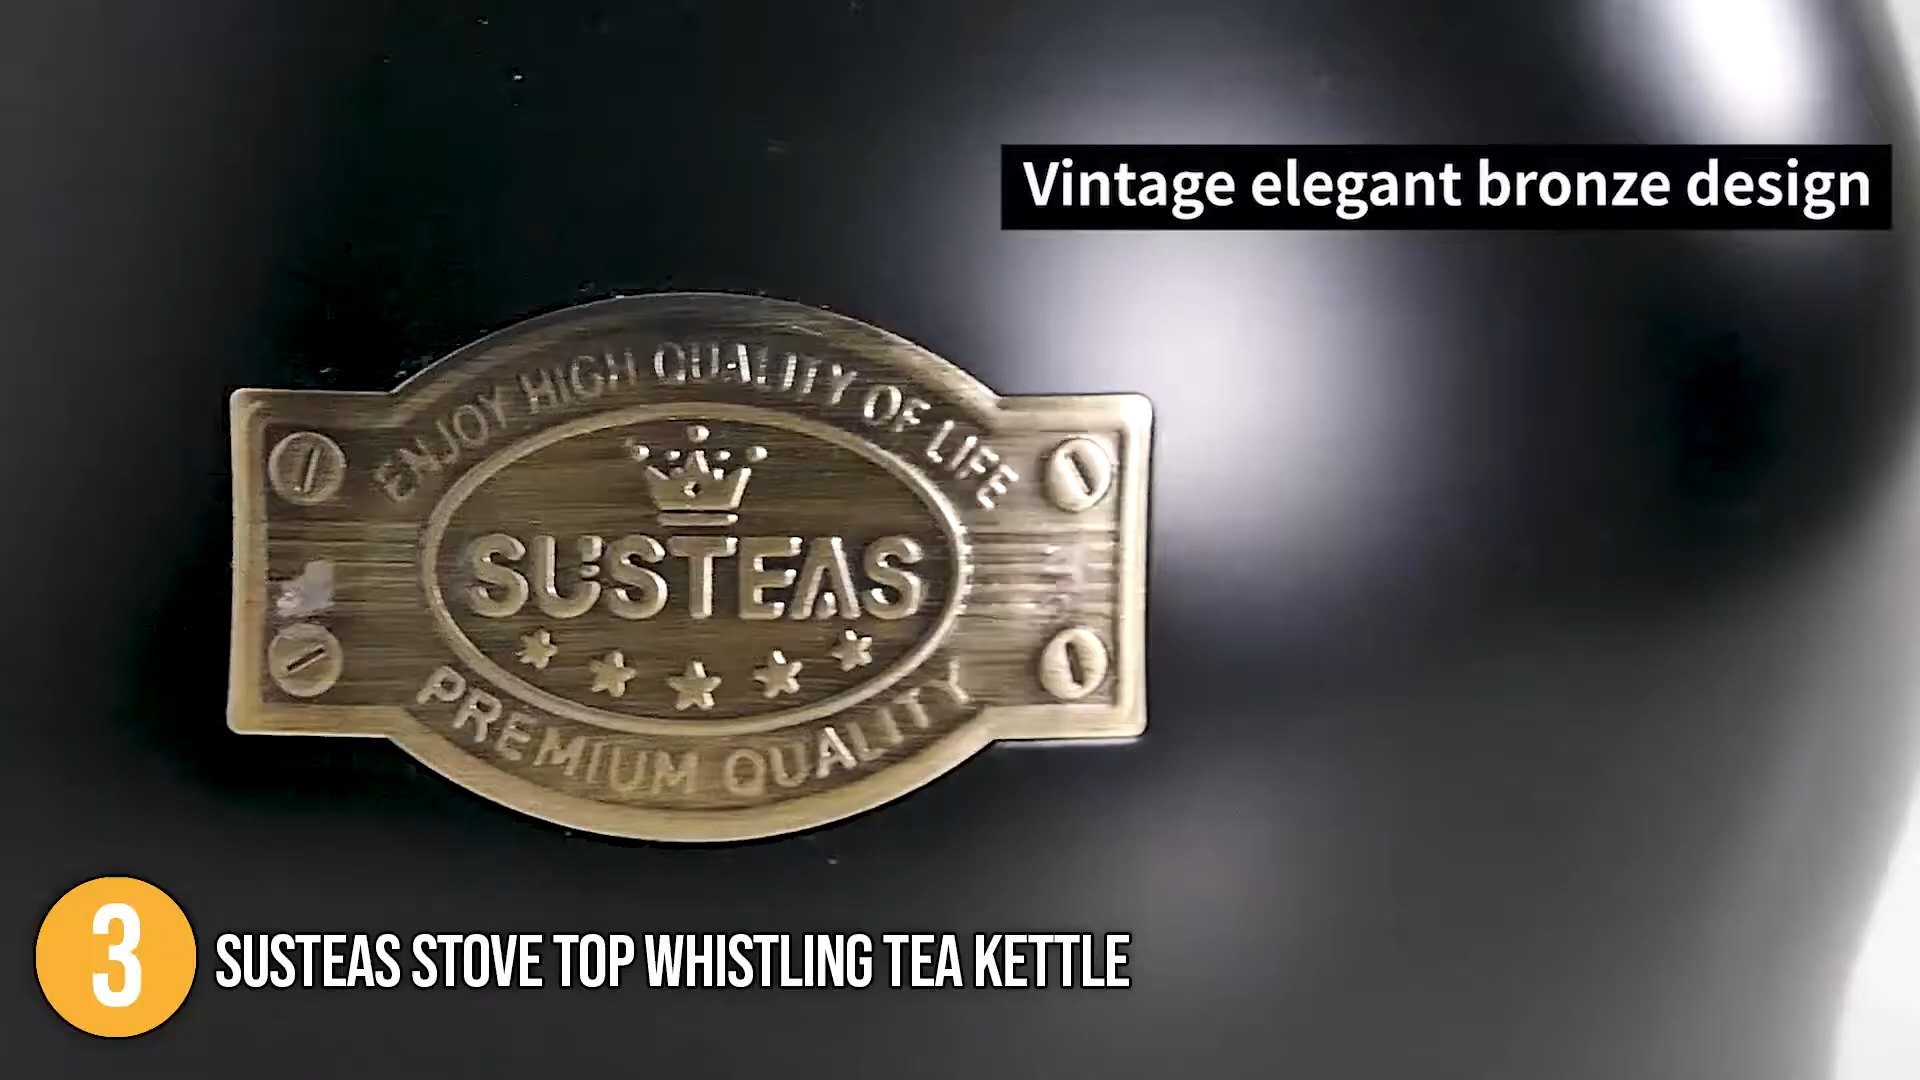 Vintage elegant bronze design
ENJOY HIGH QUALITY OF LIFE
SUSTEAS
PREMIUM QUALITY
3 SUSTEAS STOVE TOP WHISTLING TEA KETTLE